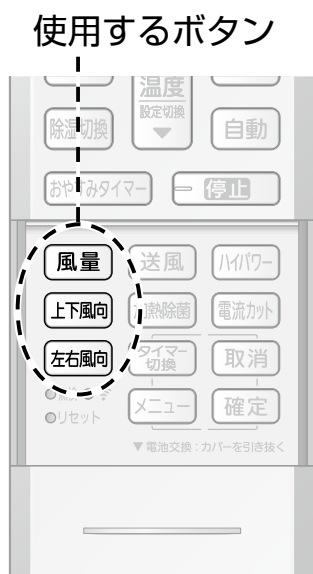 使用するボタン
温度
設定切換
▼
除湿切換
自動
おやすみタイマー
停止
風量
送風
ハイパワー
上下風向
加熱除菌
電流カット
左右風向
タイマー
切換
取消
リセット
メニュー
確定
▼電池交換：カバーを引き抜く